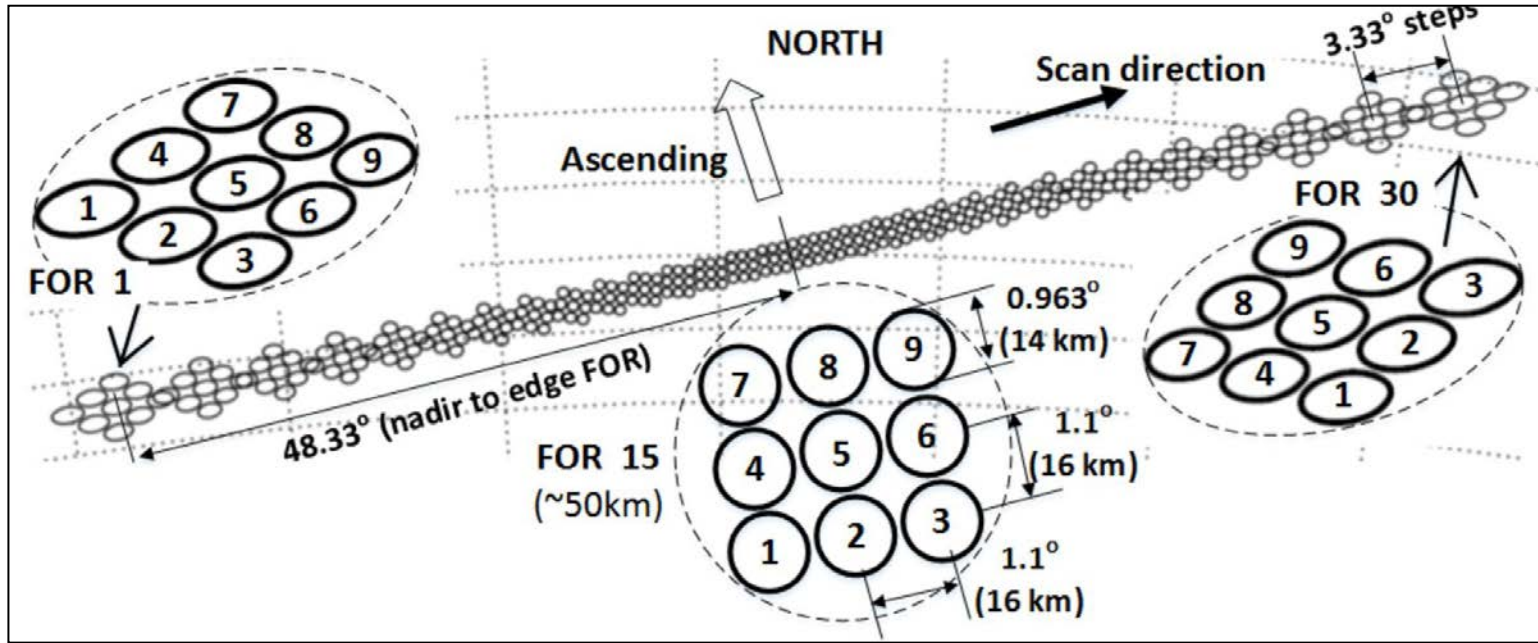 NORTH
3.33° steps
Scan direction
Ascending
7
8
4
9
5
1
6
2
3
FOR 1
FOR 30
9
6
3
8
5
2
7
4
1
48.33° (nadir to edge FOR)
FOR 15
(~50km)
7
8
9
4
5
6
1
2
3
0.963°
(14 km)
1.1°
(16 km)
1.1°
(16 km)